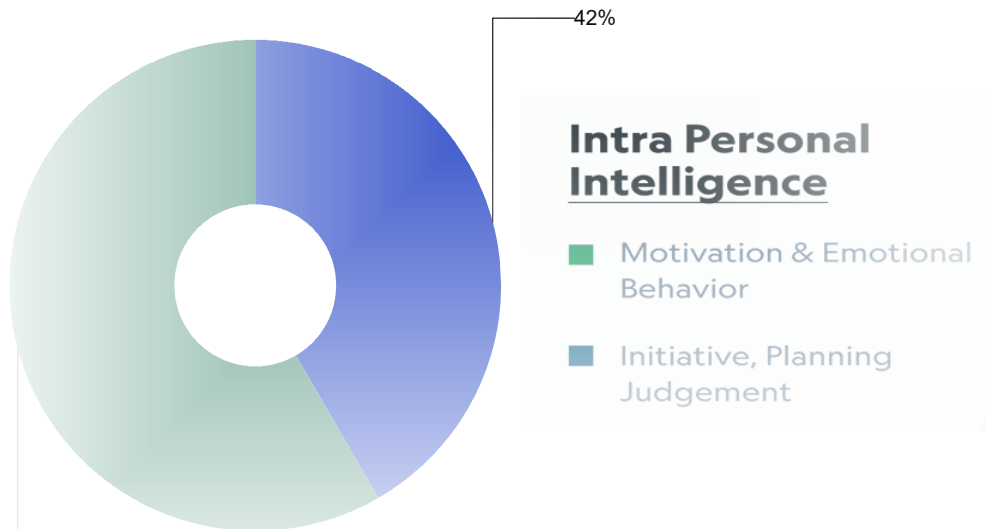 42%
Intra Personal
Intelligence
Motivation & Emotional
Behavior
Initiative, Planning
Judgement